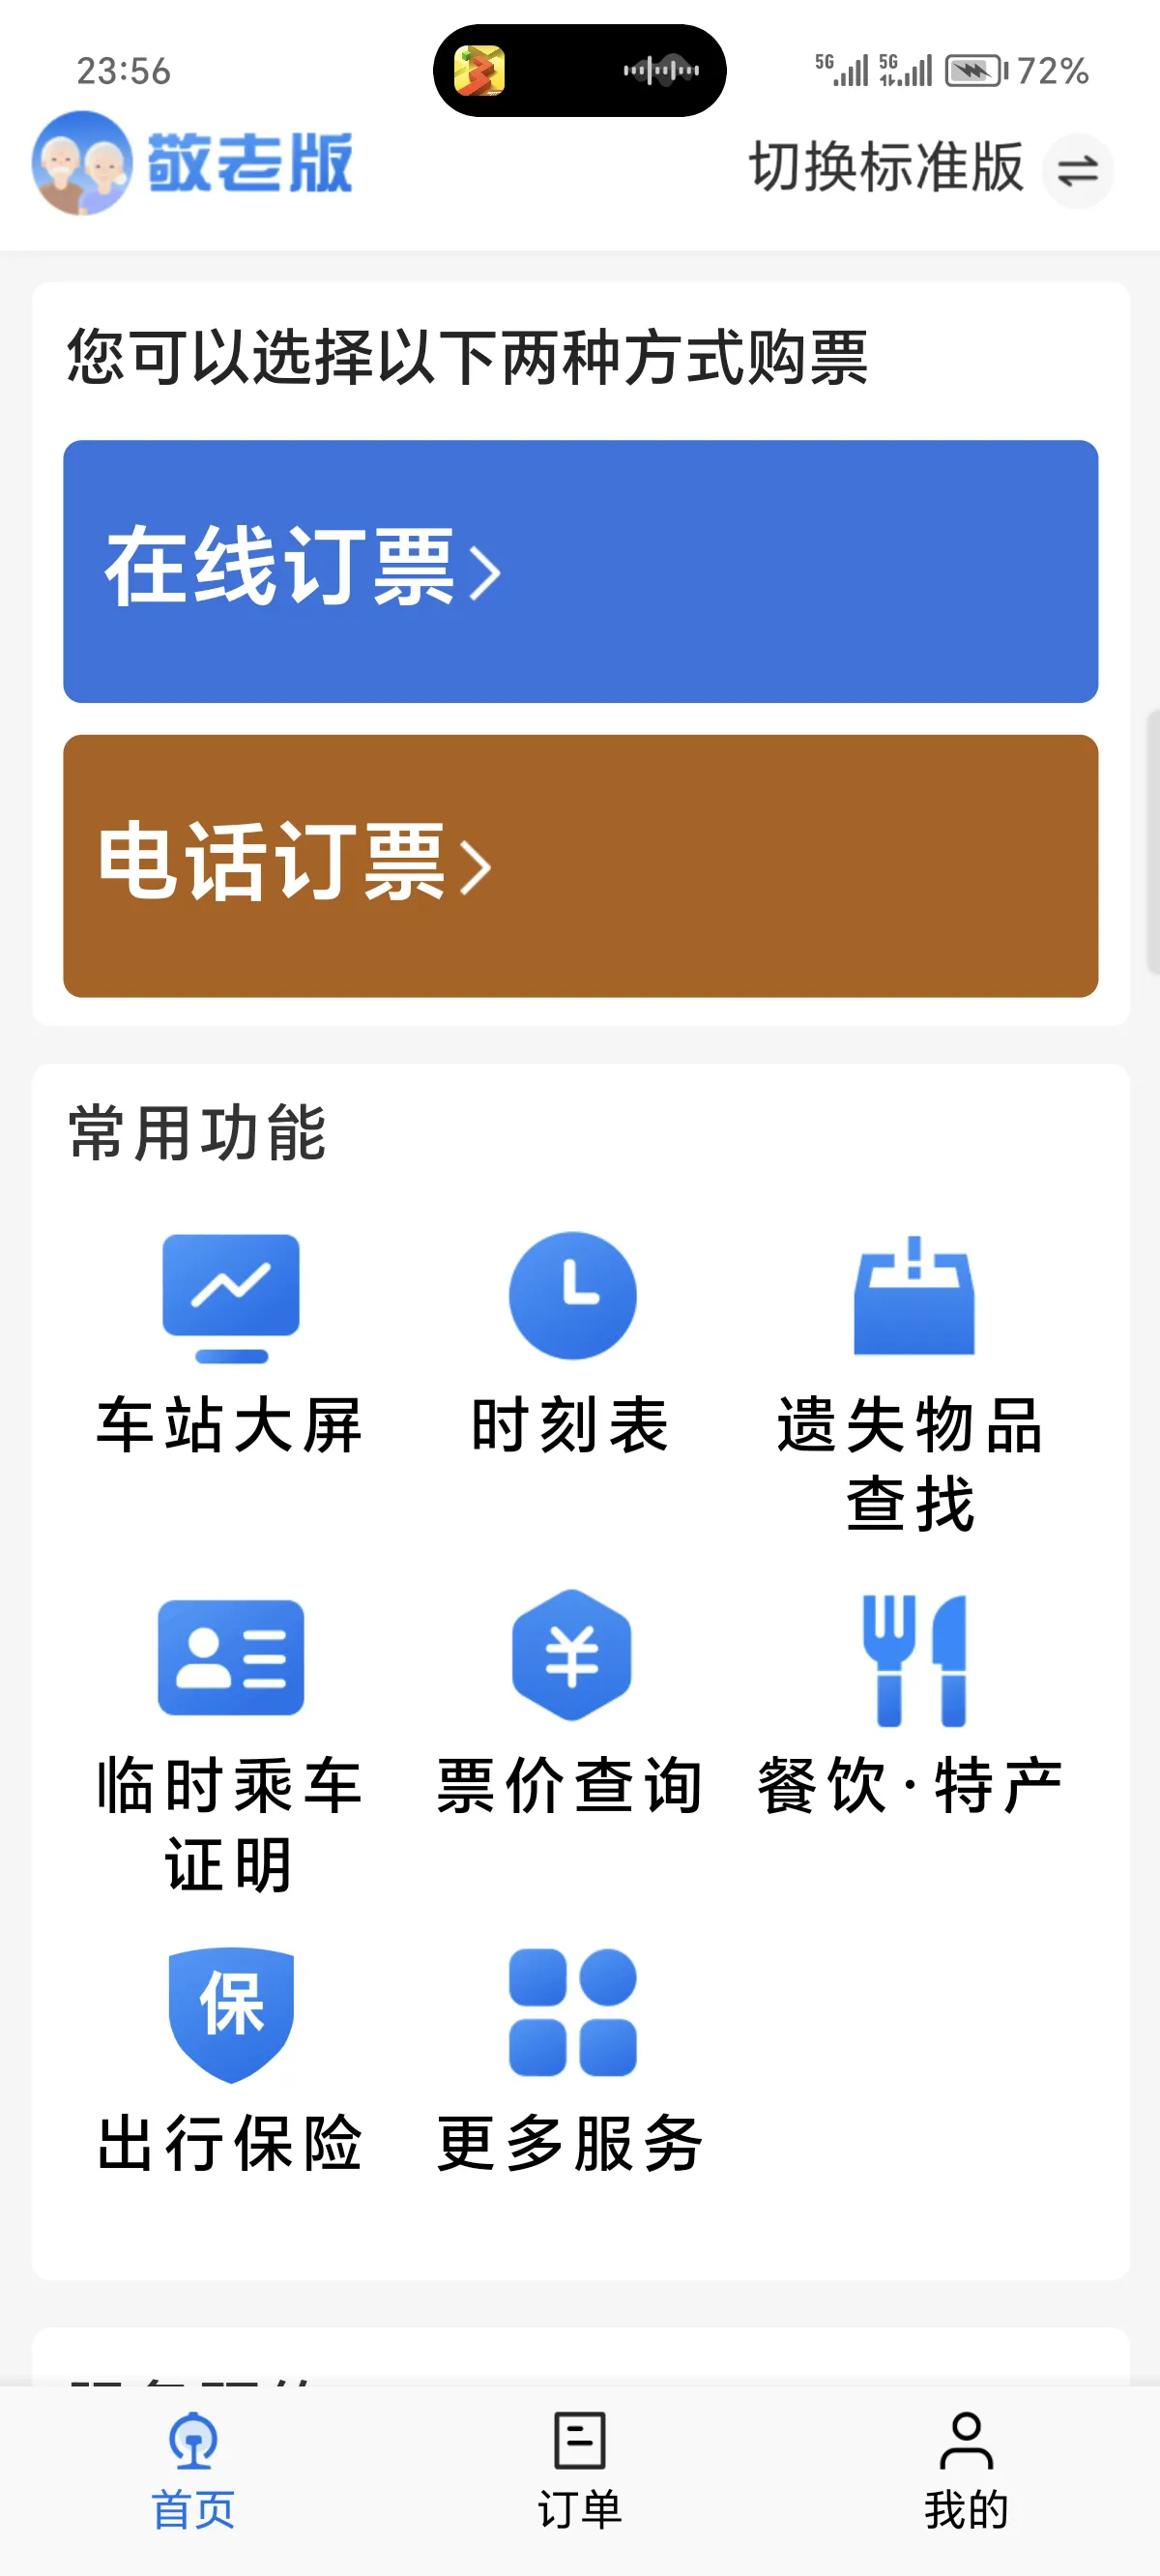 23:56
5G 5G 72%
敬老版
切换标准版
您可以选择以下两种方式购票
在线订票
电话订票
常用功能
车站大屏
时刻表
遗失物品
查找
临时乘车
证明
票价查询
餐饮·特产
保
出行保险
更多服务
首页
订单
我的